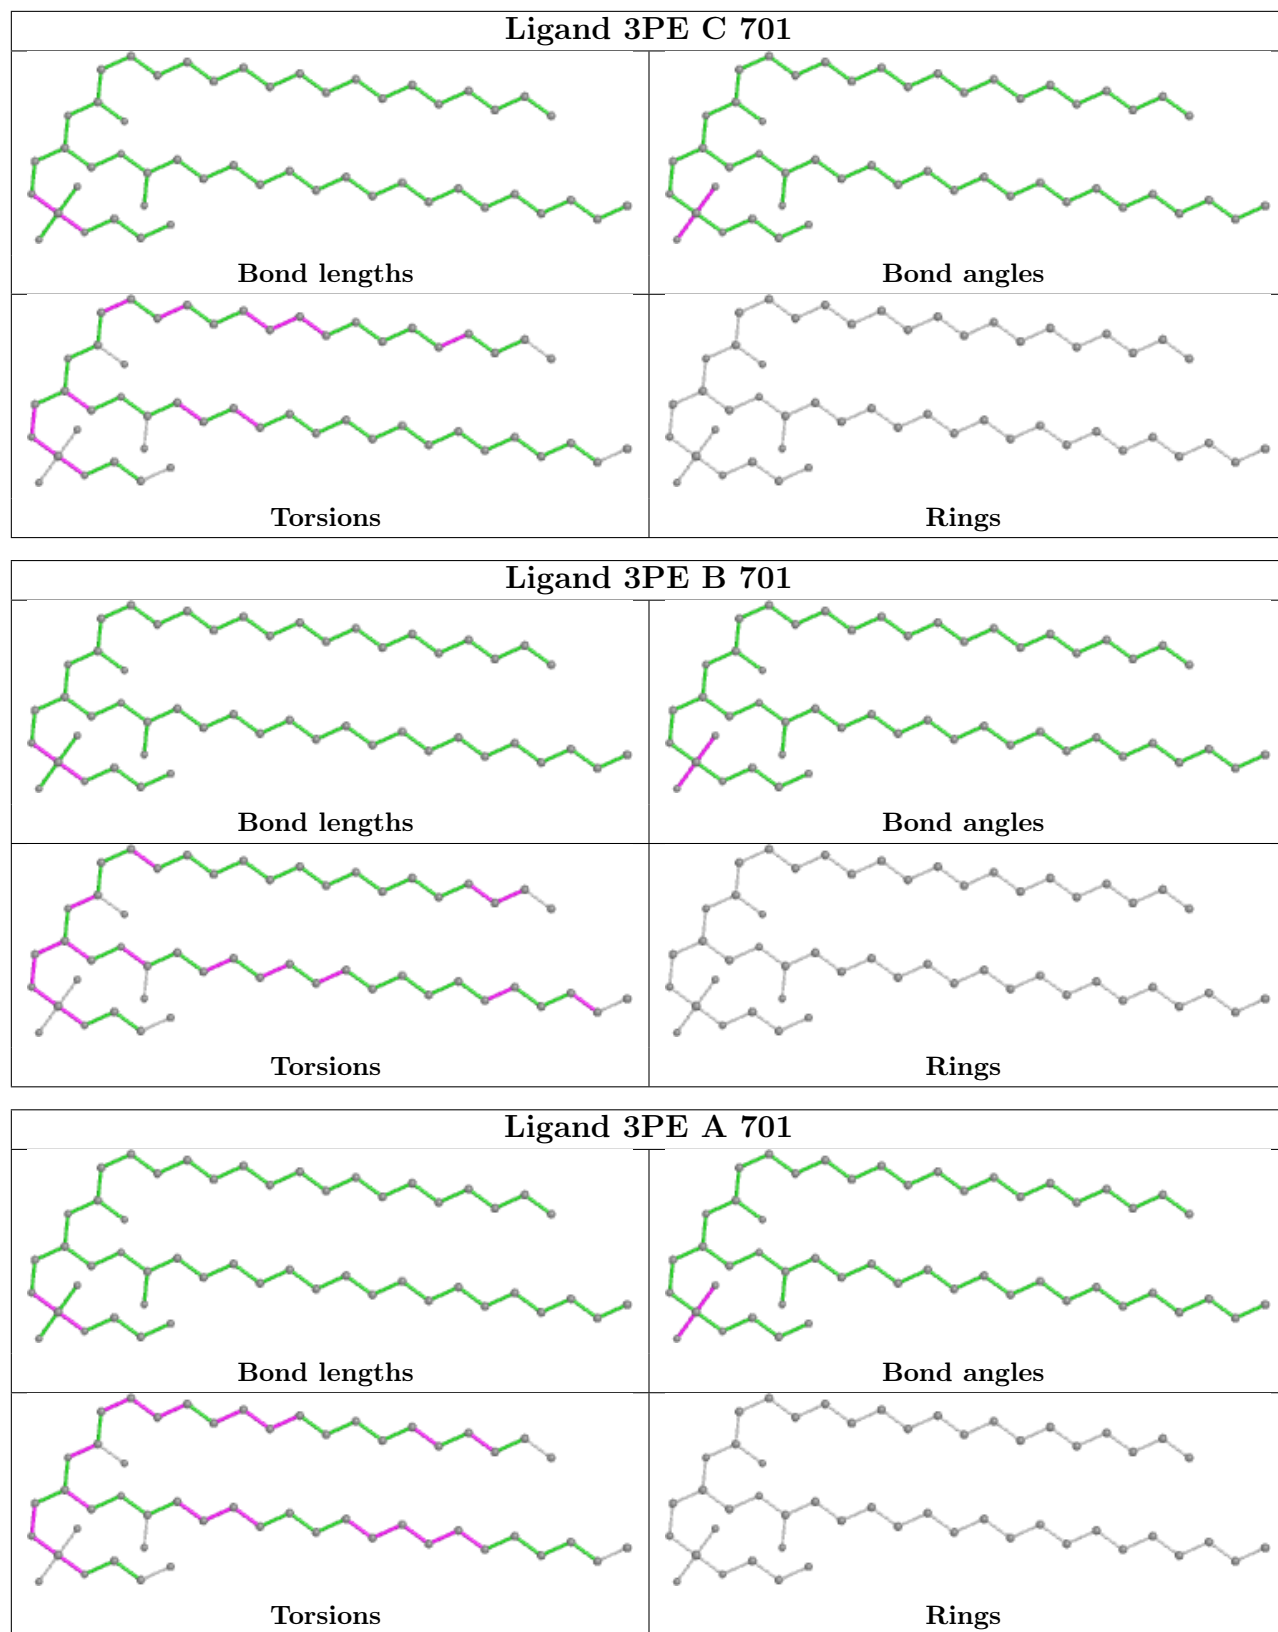 Ligand 3PE C 701
Bond lengths
Bond angles
Torsions
Rings
Ligand 3PE B 701
Bond lengths
Bond angles
Torsions
Rings
Ligand 3PE A 701
Bond lengths
Bond angles
Torsions
Rings